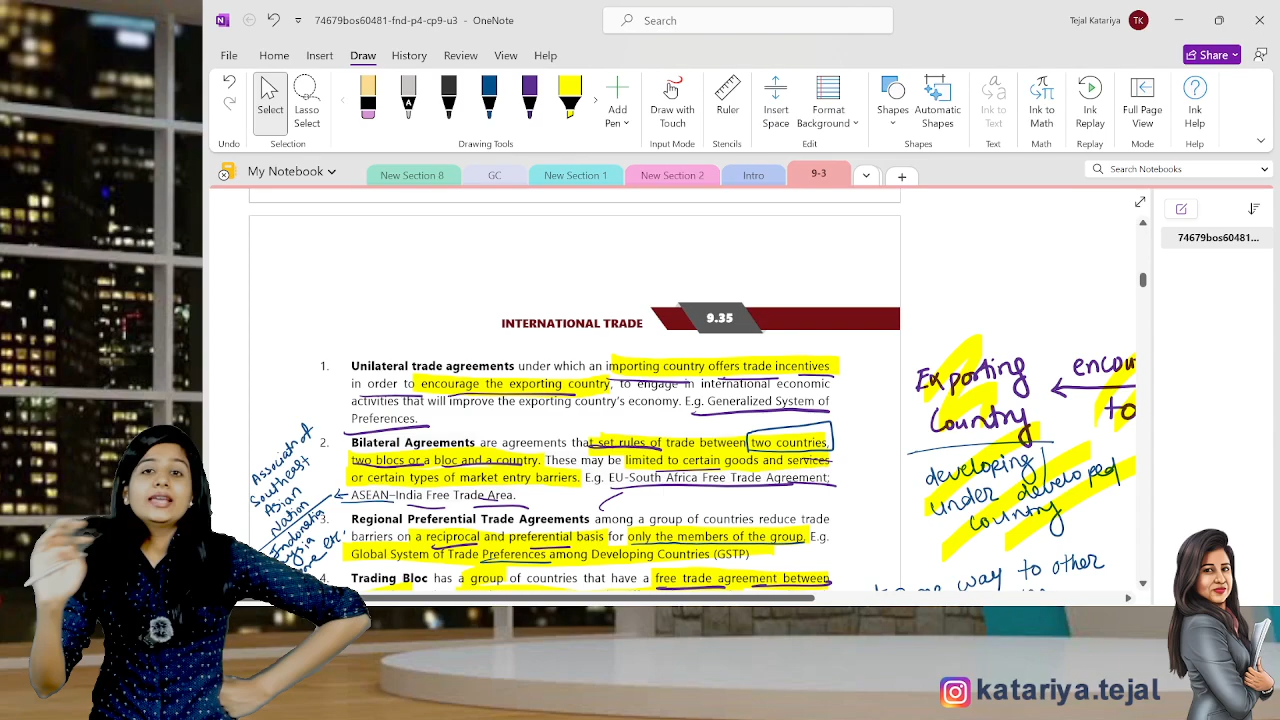 74679bos60481-fnd-p4-cp9-u3 - OneNote
Search
Tejal Katariya
TK
File Home Insert Draw History Review View Help
Share
Select
Lasso Select
A
Add Pen
Draw with Touch
Ruler
Insert Space
Format Background
Shapes
Automatic Shapes
Ink to Text
Ink to Math
Ink Replay
Full Page View
Ink Help
Undo
Selection
Drawing Tools
Input Mode
Stencils
Edit
Shapes
Text
Math
Replay
Mode
Help
My Notebook
New Section 8
GC
New Section 1
New Section 2
Intro
9-3
Search Notebooks
74679bos60481...
INTERNATIONAL TRADE
9.35
1. Unilateral trade agreements under which an importing country offers trade incentives
in order to encourage the exporting country, to engage in international economic
activities that will improve the exporting country's economy. E.g. Generalized System of
Preferences.
2. Bilateral Agreements are agreements that set rules of trade between two countries,
two blocs or a bloc and a country. These may be limited to certain goods and services
or certain types of market entry barriers. E.g. EU-South Africa Free Trade Agreement;
ASEAN–India Free Trade Area.
3 Regional Preferential Trade Agreements among a group of countries reduce trade
barriers on a reciprocal and preferential basis for only the members of the group. E.g.
Global System of Trade Preferences among Developing Countries (GSTP)
4. Trading Bloc has a group of countries that have a free trade agreement between
Southeast
Asian
Nation
Indonesia
Exporting
Country
encou
to
developing/
under developed
country
way to other
katariya.tejal